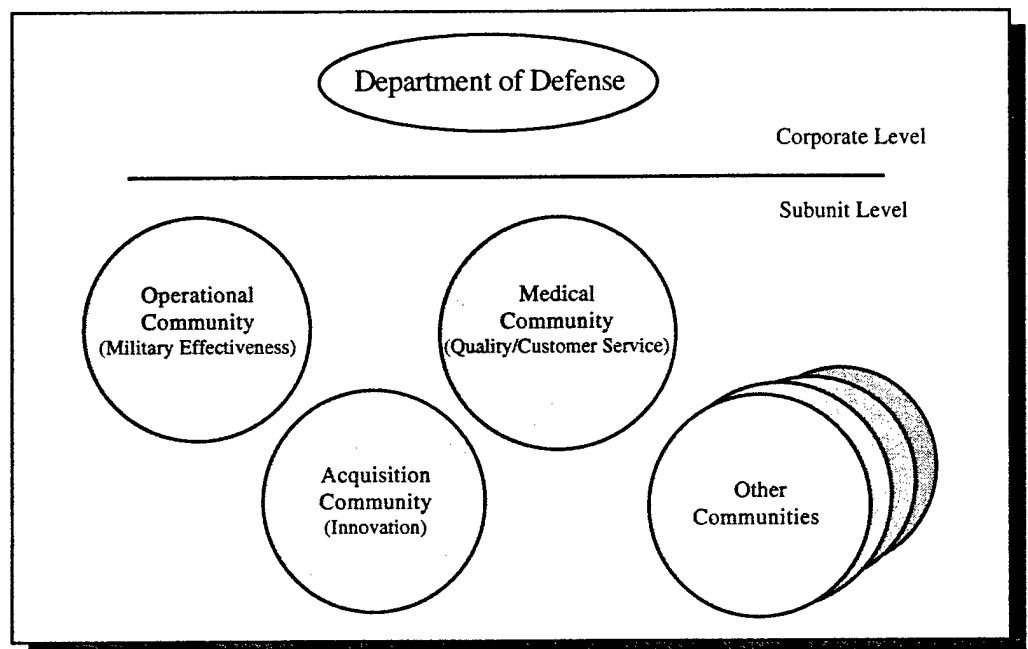 Department of Defense
Corporate Level
Subunit Level
Operational
Community
(Military Effectiveness)
Medical
Community
(Quality/Customer Service)
Acquisition
Community
(Innovation)
Other
Communities